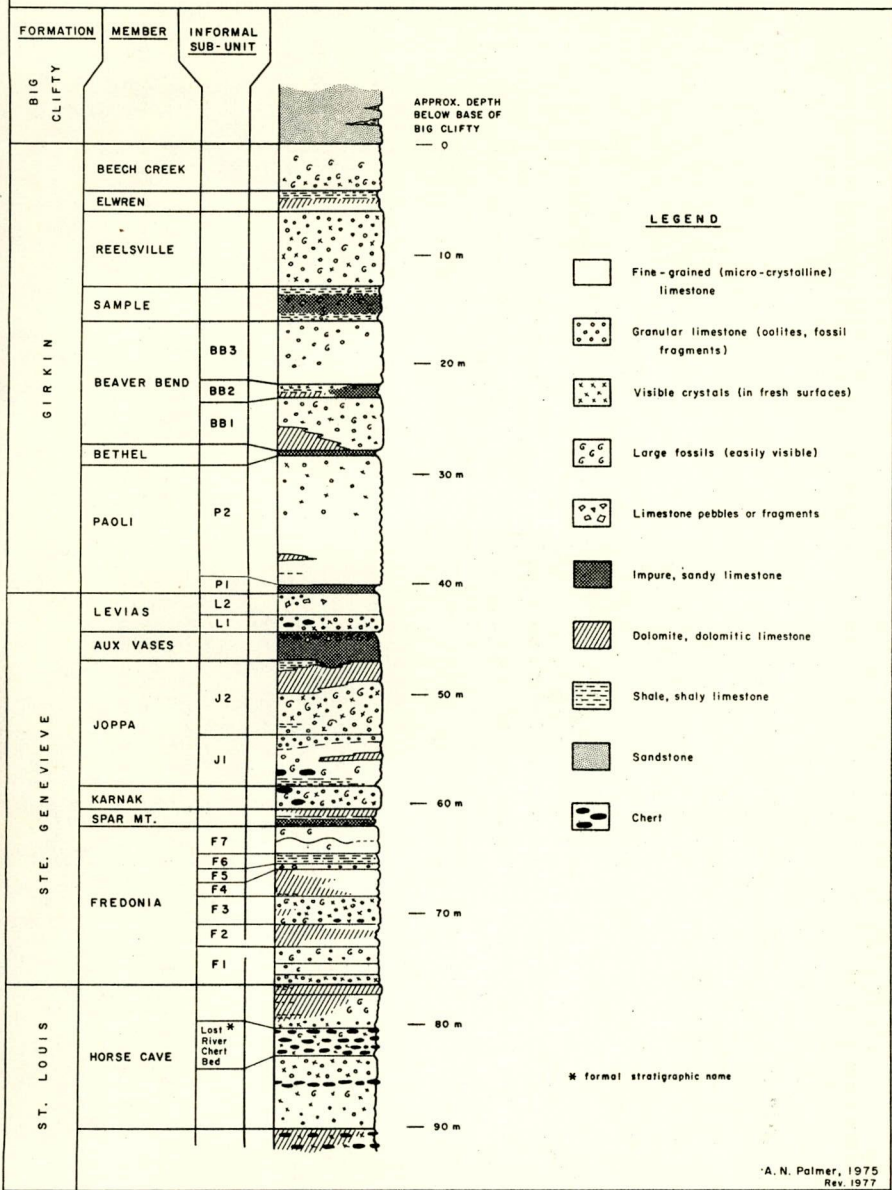 FORMATION MEMBER INFORMAL
SUB-UNIT
BIG
CLIFTY
APPROX. DEPTH
BELOW BASE OF
BIG CLIFTY
0
GIRKIN
BEECH CREEK
ELWREN
REELSVILLE
10 m
SAMPLE
BEAVER BEND
BB3
20 m
BB2
BB1
BETHEL
30 m
PAOLI
P2
P1
40 m
STE. GENEVIEVE
LEVIAS
L2
L1
AUX VASES
JOPPA
J2
50 m
J1
KARNAK
60 m
SPAR MT.
FREDONIA
F7
F6
F5
F4
F3
70 m
F2
F1
ST. LOUIS
HORSE CAVE
80 m
Lost *
River
Chert
Bed
90 m
LEGEND
Fine-grained (micro-crystalline)
limestone
Granular limestone (oolites, fossil
fragments)
Visible crystals (in fresh surfaces)
Large fossils (easily visible)
Limestone pebbles or fragments
Impure, sandy limestone
Dolomite, dolomitic limestone
Shale, shaly limestone
Sandstone
Chert
* formal stratigraphic name
A. N. Palmer, 1975
Rev. 1977